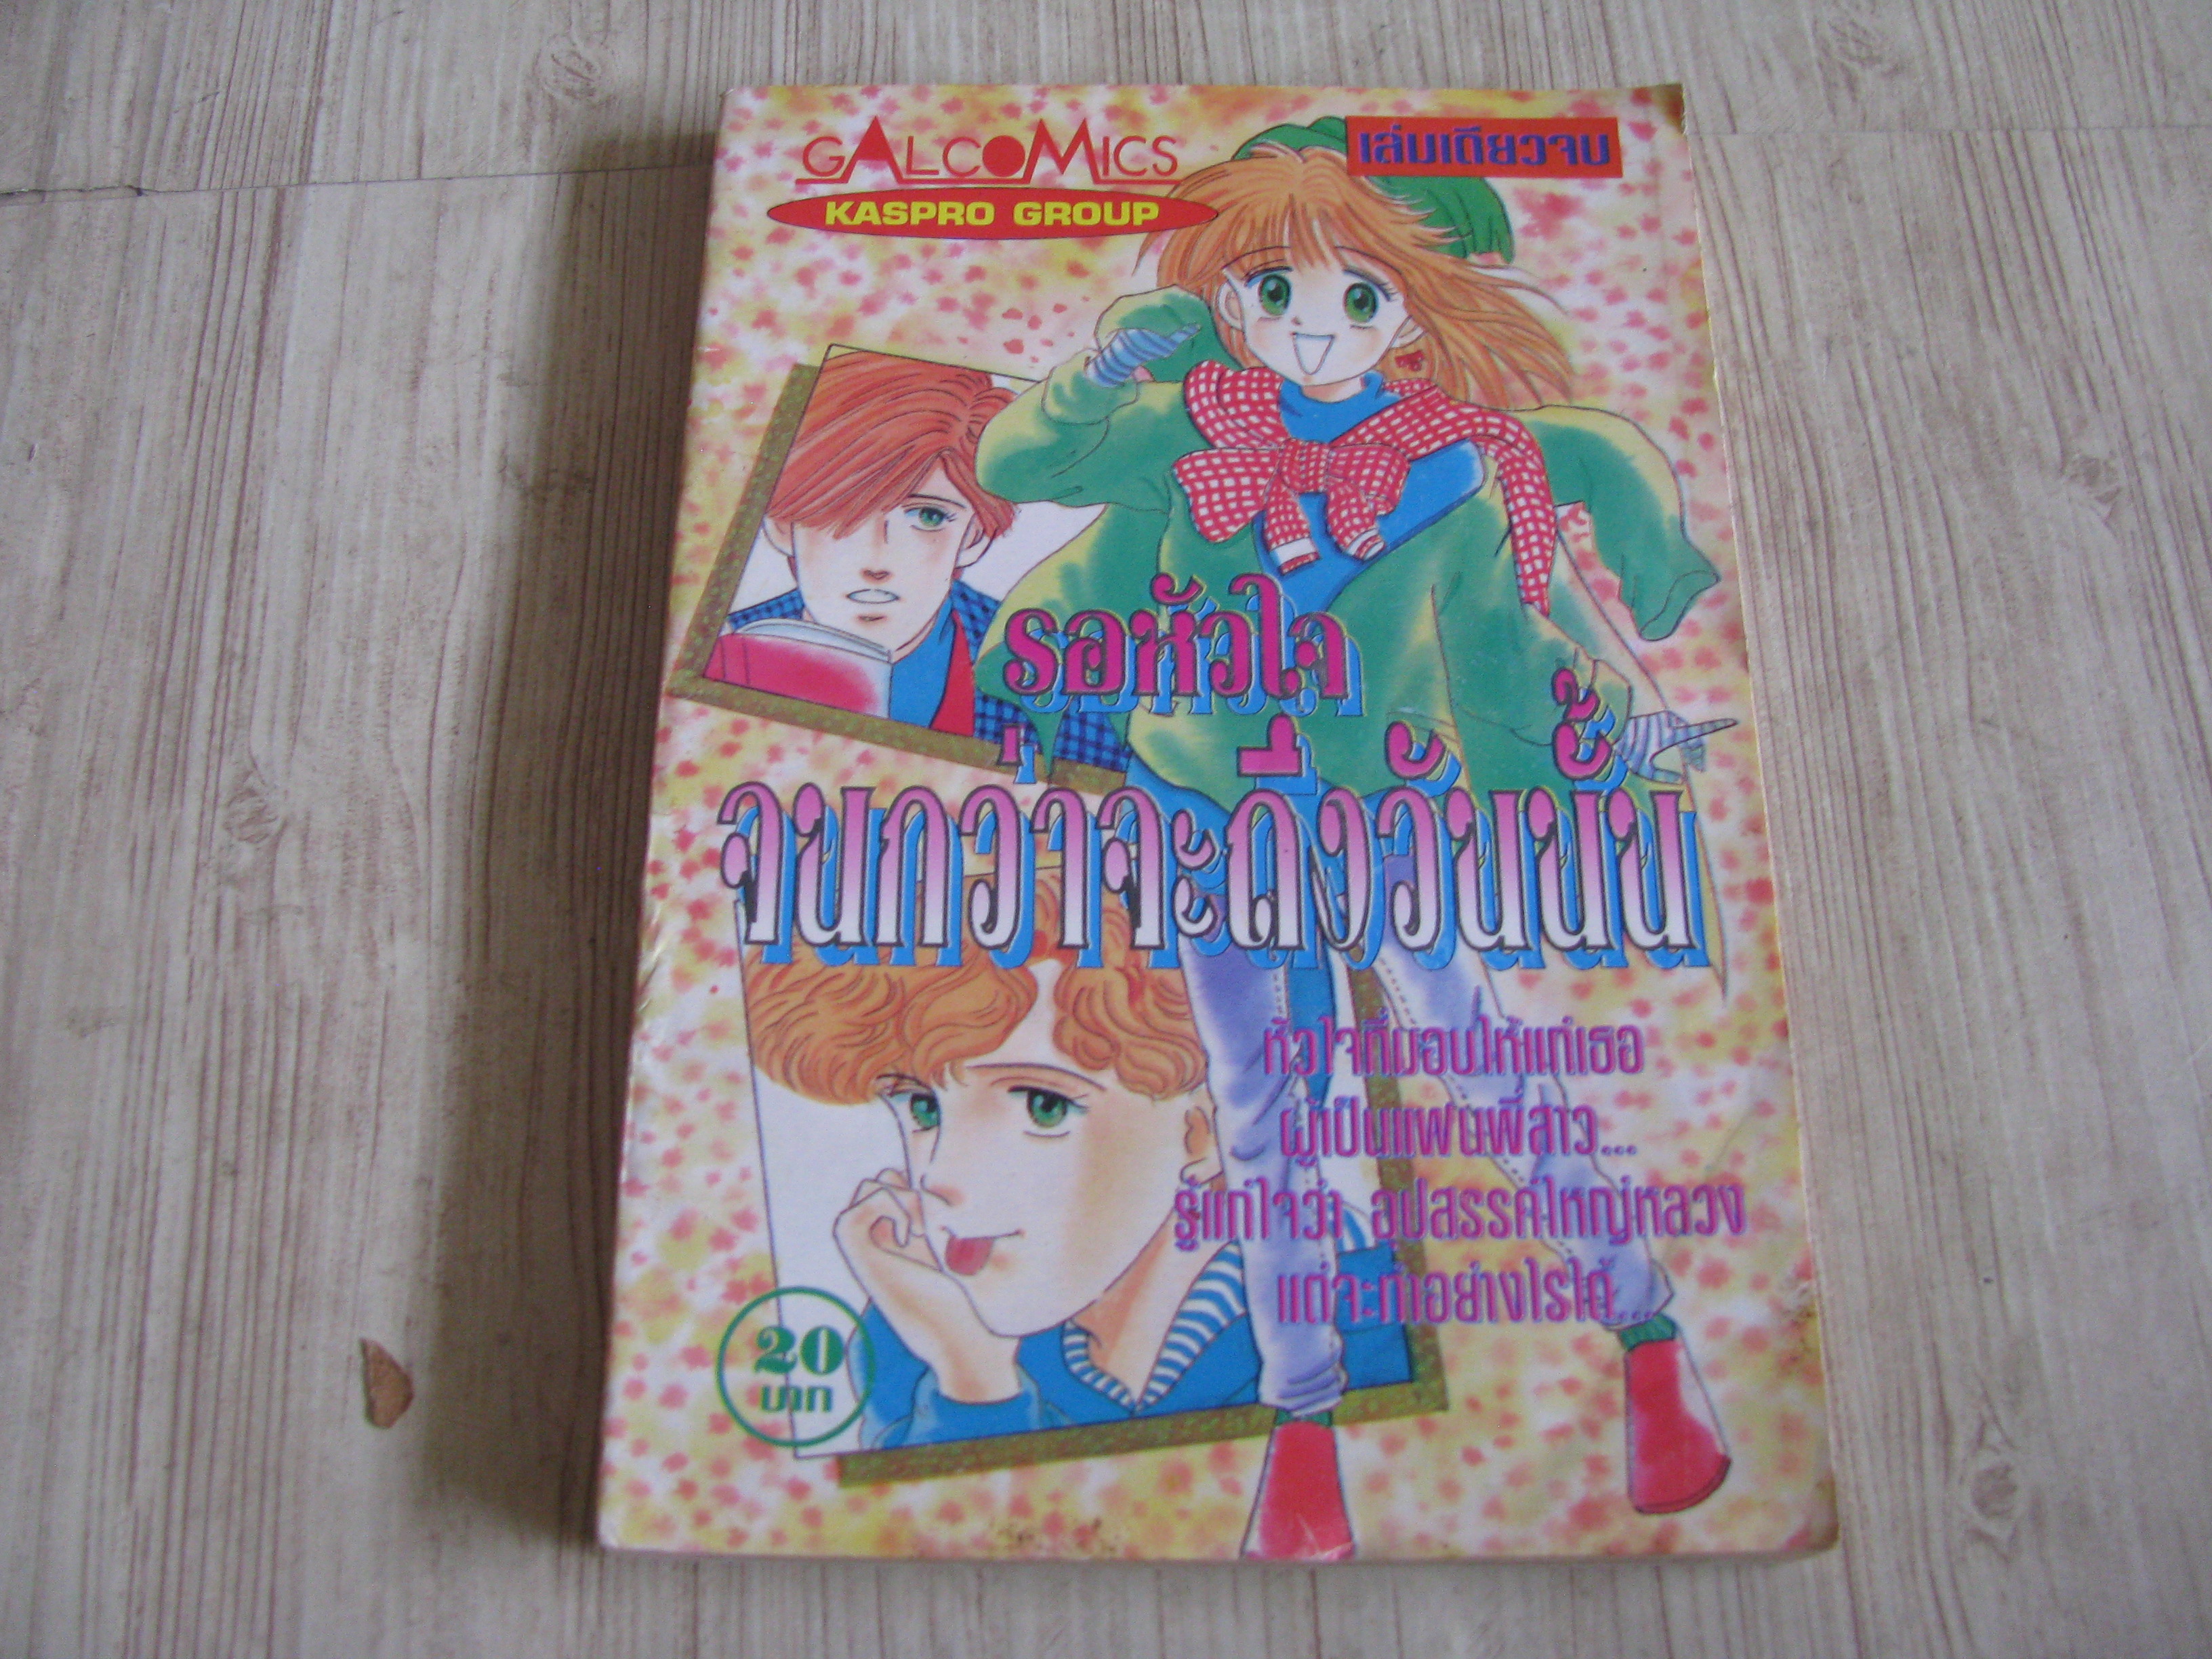 GALCOMICS
KASPRO GROUP
เล่มเดียวจบ
รอหัวใจ
จนกว่าจะถึงวันนั้น
หัวใจที่มอบให้แก่เธอ
ผู้เป็นแฟนพี่สาว...
รู้แก่ใจว่า อุปสรรคใหญ่หลวง
แต่จะทำอย่างไรได้....
20
บาท